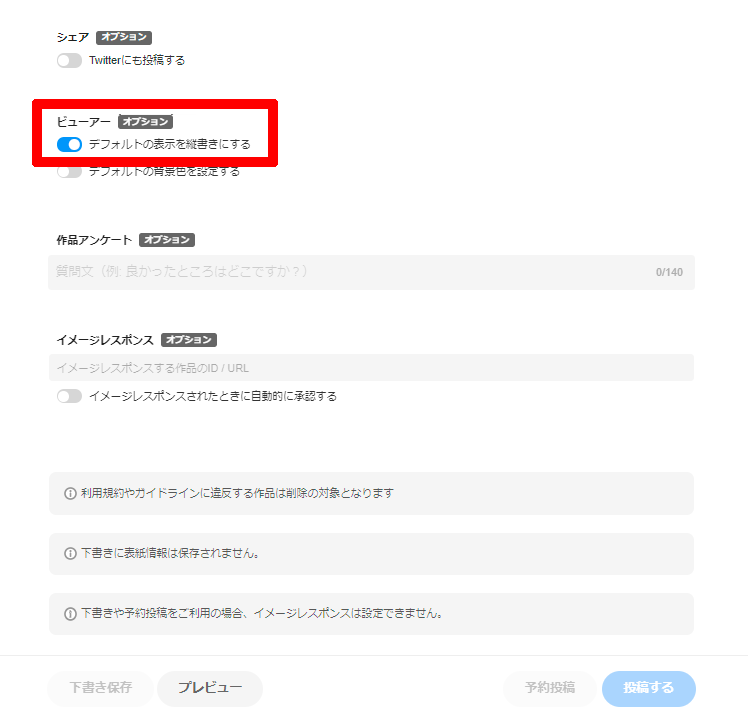 シェア オプション
Twitterにも投稿する
ビューアー オプション
デフォルトの表示を縦書きにする
デフォルトの背景色を設定する
作品アンケート オプション
質問文（例: 良かったところはどこですか？） 0/140
イメージレスポンス オプション
イメージレスポンスする作品のID / URL
イメージレスポンスされたときに自動的に承認する
利用規約やガイドラインに違反する作品は削除の対象となります
下書きに表紙情報は保存されません。
下書きや予約投稿をご利用の場合、イメージレスポンスは設定できません。
下書き保存 プレビュー 予約投稿 投稿する